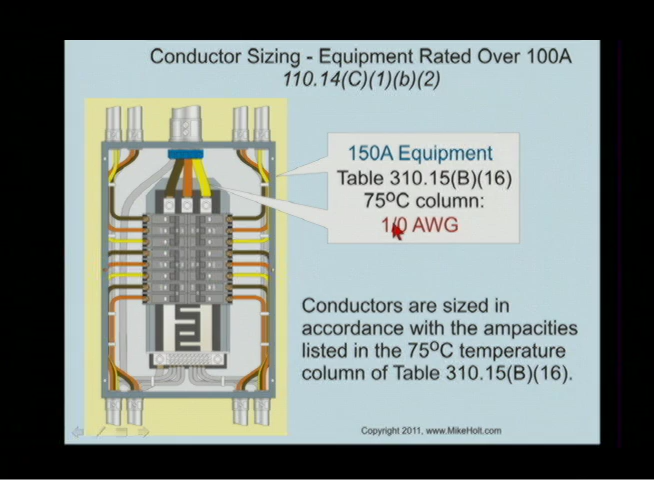 Conductor Sizing - Equipment Rated Over 100A
110.14(C)(1)(b)(2)
150A Equipment
Table 310.15(B)(16)
75ºC column:
1/0 AWG
Conductors are sized in
accordance with the ampacities
listed in the 75ºC temperature
column of Table 310.15(B)(16).
Copyright 2011, www.MikeHolt.com